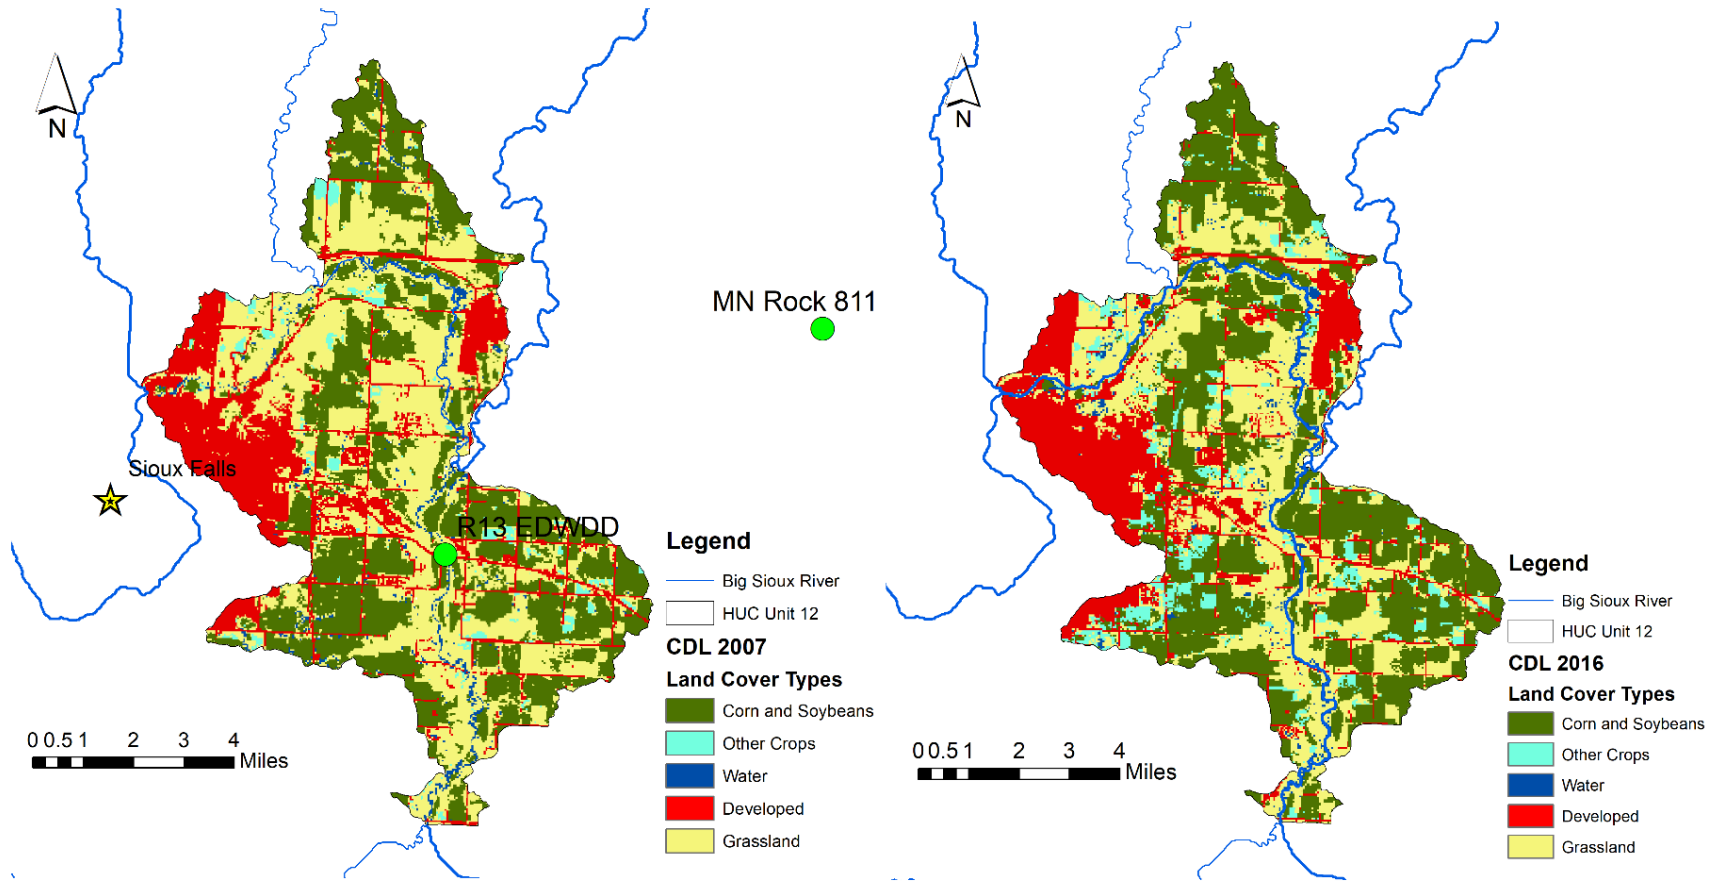 N
N
MN Rock 811
Sioux Falls
R13 EDWDD
Legend
Big Sioux River
HUC Unit 12
CDL 2007
Land Cover Types
Corn and Soybeans
Other Crops
Water
Developed
Grassland
0 0.5 1 2 3 4
Miles
Legend
Big Sioux River
HUC Unit 12
CDL 2016
Land Cover Types
Corn and Soybeans
Other Crops
Water
Developed
Grassland
0 0.5 1 2 3 4
Miles